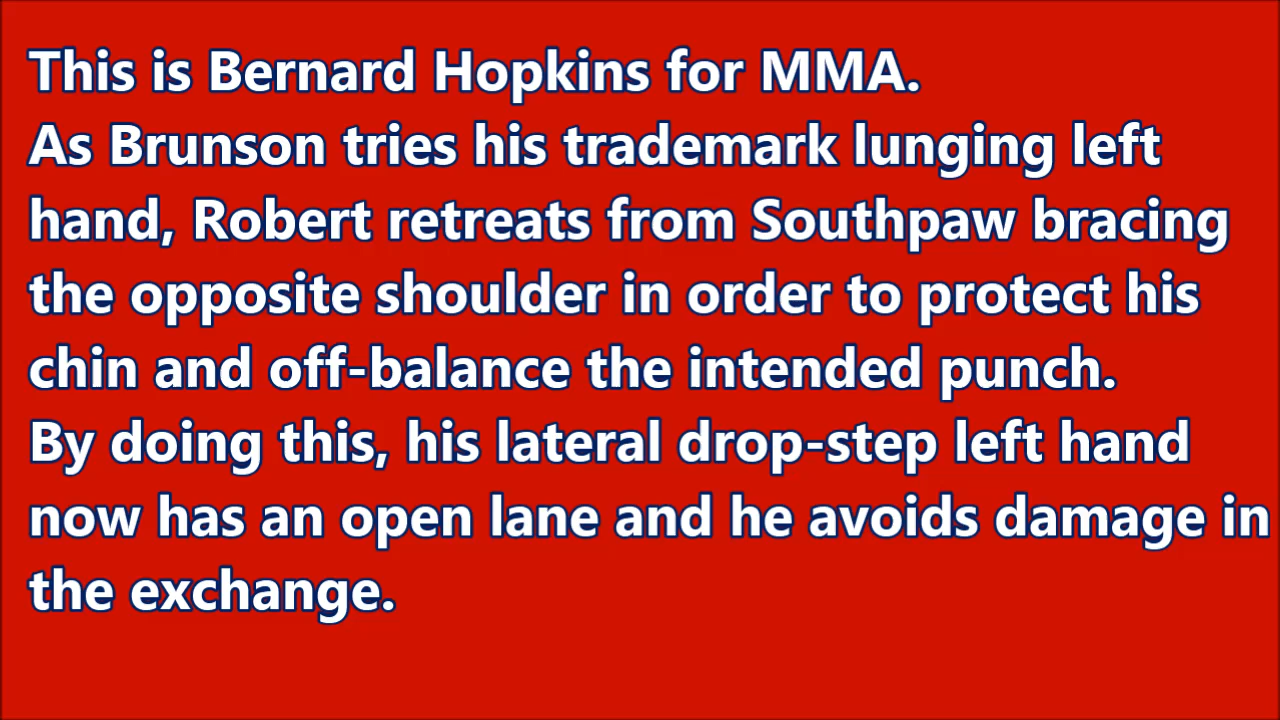 This is Bernard Hopkins for MMA.
As Brunson tries his trademark lunging left
hand, Robert retreats from Southpaw bracing
the opposite shoulder in order to protect his
chin and off-balance the intended punch.
By doing this, his lateral drop-step left hand
now has an open lane and he avoids damage in
the exchange.